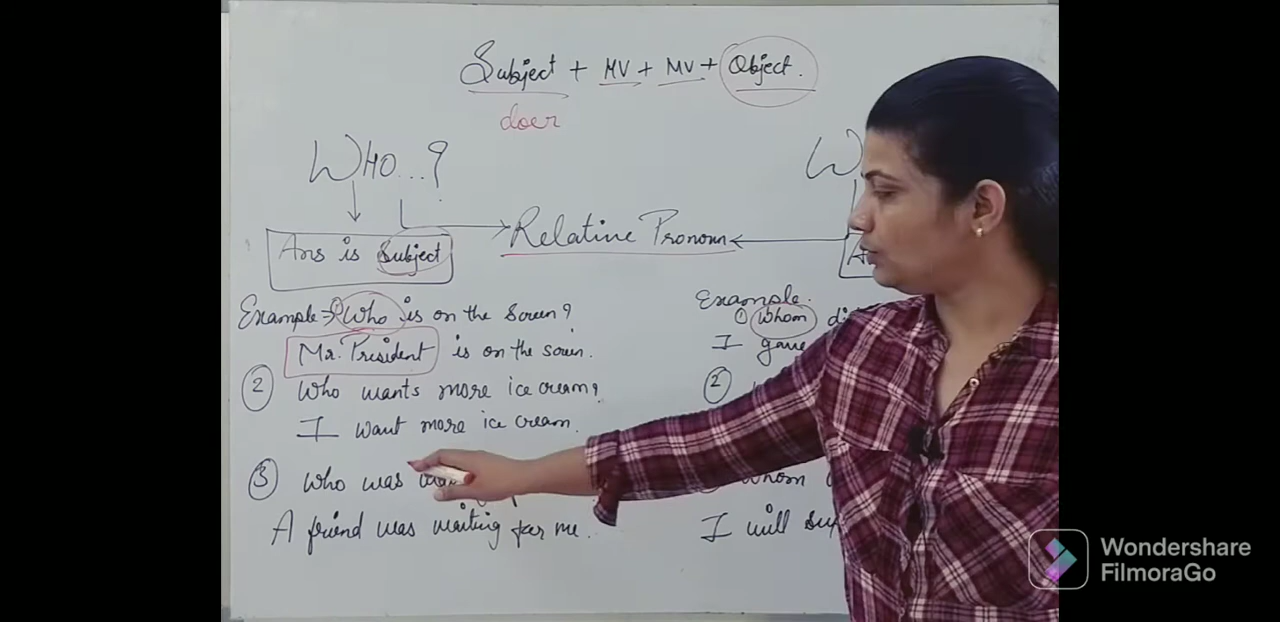 Subject + HV + MV + Object.
doer
WHO...?
Relative Pronoun
Ans is Subject
Example → ① Who is on the screen?
Mr. President is on the screen.
② Who wants more ice cream?
I want more ice cream.
③ Who was
A friend was waiting for me.
Example.
① Whom
I gave
②
Whom
I will
Wondershare
FilmoraGo